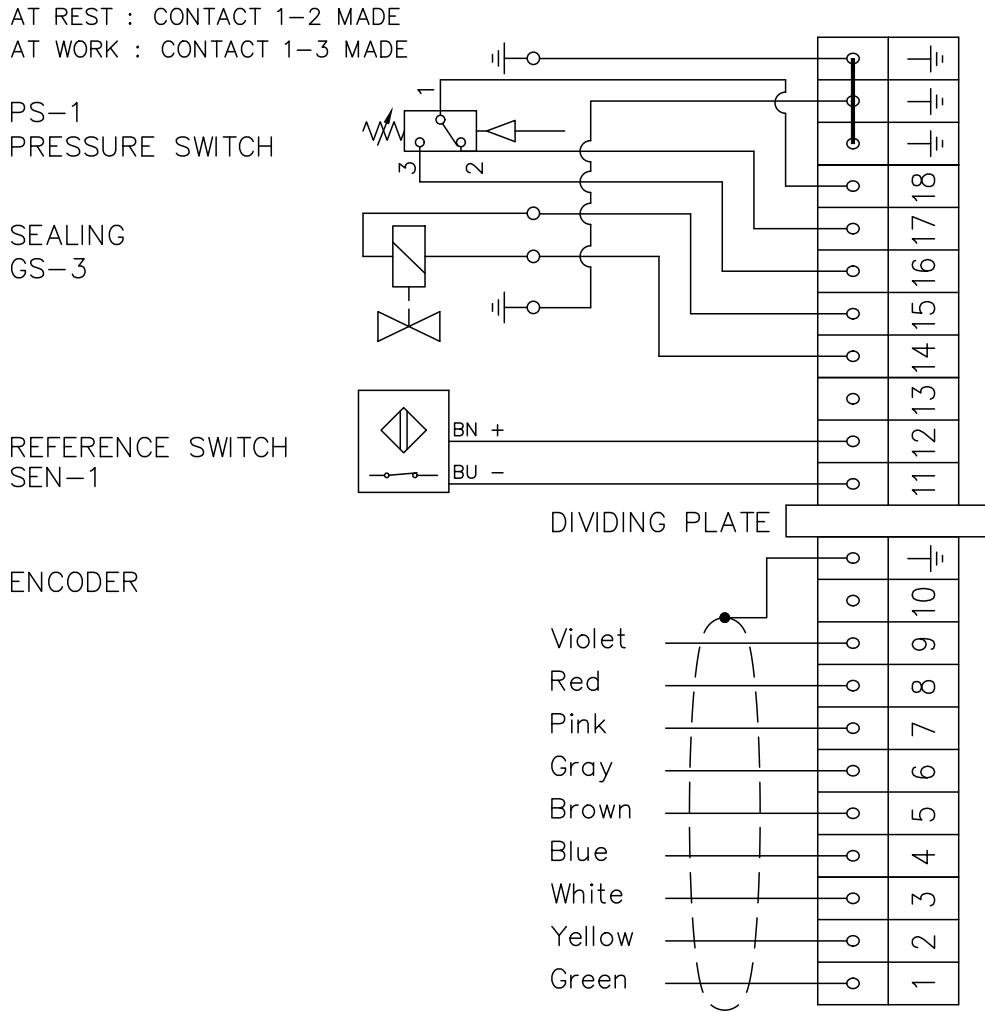 AT REST : CONTACT 1-2 MADE
AT WORK : CONTACT 1-3 MADE
PS-1
PRESSURE SWITCH
1
3
2
SEALING
GS-3
REFERENCE SWITCH
SEN-1
BN +
BU -
18
17
16
15
14
13
12
11
DIVIDING PLATE
ENCODER
10
Violet 9
Red 8
Pink 7
Gray 6
Brown 5
Blue 4
White 3
Yellow 2
Green 1